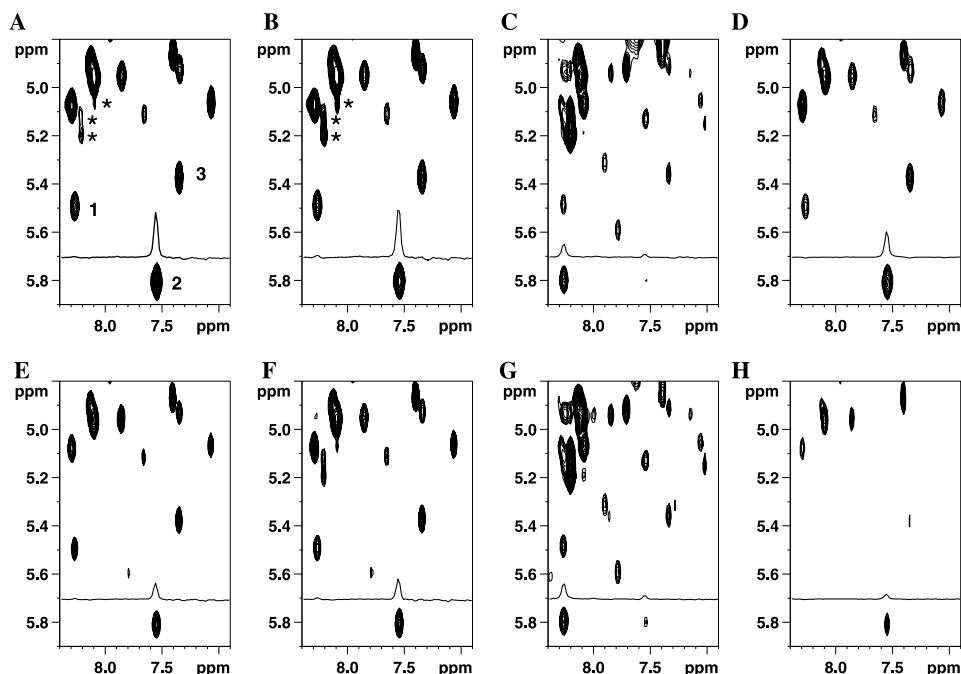 A B C D
ppm ppm ppm ppm
5.0 5.0 5.0 5.0
* *
* *
5.2 5.2 5.2 5.2
* *
3
5.4 5.4 5.4 5.4
1
5.6 5.6 5.6 5.6
5.8 2 5.8 5.8 5.8
8.0 7.5 ppm 8.0 7.5 ppm 8.0 7.5 ppm 8.0 7.5 ppm
E F G H
ppm ppm ppm ppm
5.0 5.0 5.0 5.0
5.2 5.2 5.2 5.2
5.4 5.4 5.4 5.4
5.6 5.6 5.6 5.6
5.8 5.8 5.8 5.8
8.0 7.5 ppm 8.0 7.5 ppm 8.0 7.5 ppm 8.0 7.5 ppm